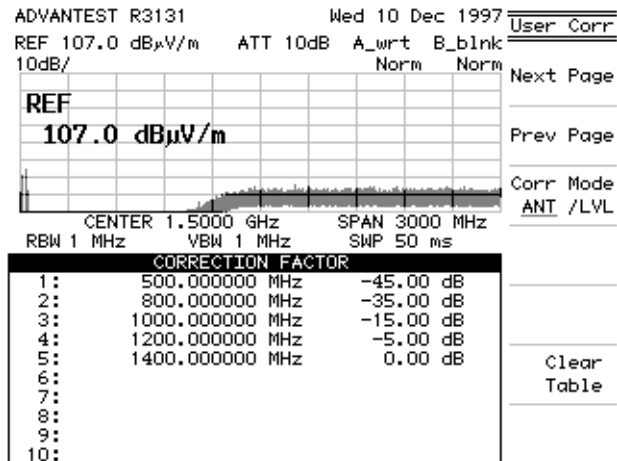 ADVANTEST R3131 Wed 10 Dec 1997
REF 107.0 dBμV/m ATT 10dB A_wrt B_blnk
10dB/ Norm Norm
REF
107.0 dBμV/m
CENTER 1.5000 GHz SPAN 3000 MHz
RBW 1 MHz VBW 1 MHz SWP 50 ms
CORRECTION FACTOR
1: 500.000000 MHz -45.00 dB
2: 800.000000 MHz -35.00 dB
3: 1000.000000 MHz -15.00 dB
4: 1200.000000 MHz -5.00 dB
5: 1400.000000 MHz 0.00 dB
6:
7:
8:
9:
10:
User Corr
Next Page
Prev Page
Corr Mode
ANT /LVL
Clear
Table